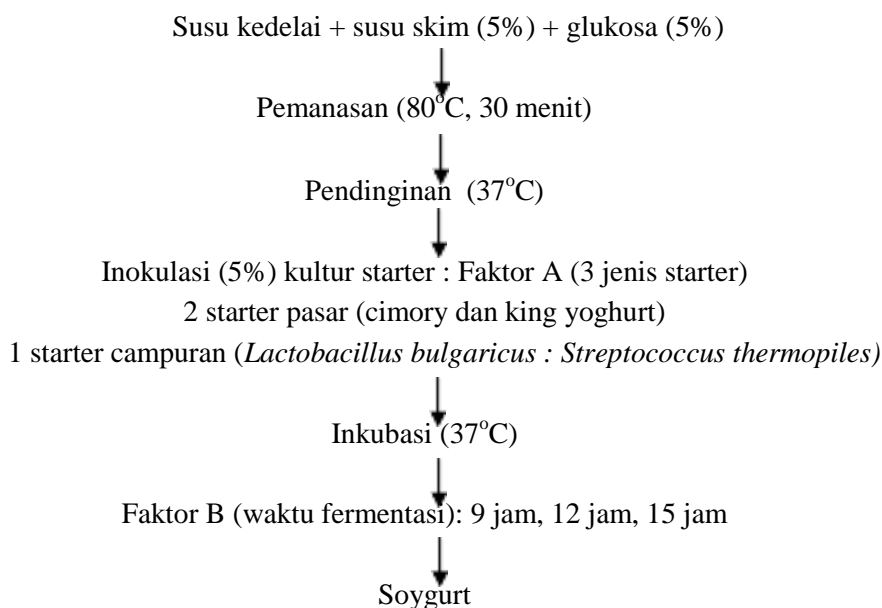 Susu kedelai + susu skim (5%) + glukosa (5%)
Pemanasan (80°C, 30 menit)
Pendinginan (37°C)
Inokulasi (5%) kultur starter : Faktor A (3 jenis starter)
2 starter pasar (cimory dan king yoghurt)
1 starter campuran (Lactobacillus bulgaricus : Streptococcus thermopiles)
Inkubasi (37°C)
Faktor B (waktu fermentasi): 9 jam, 12 jam, 15 jam
Soygurt